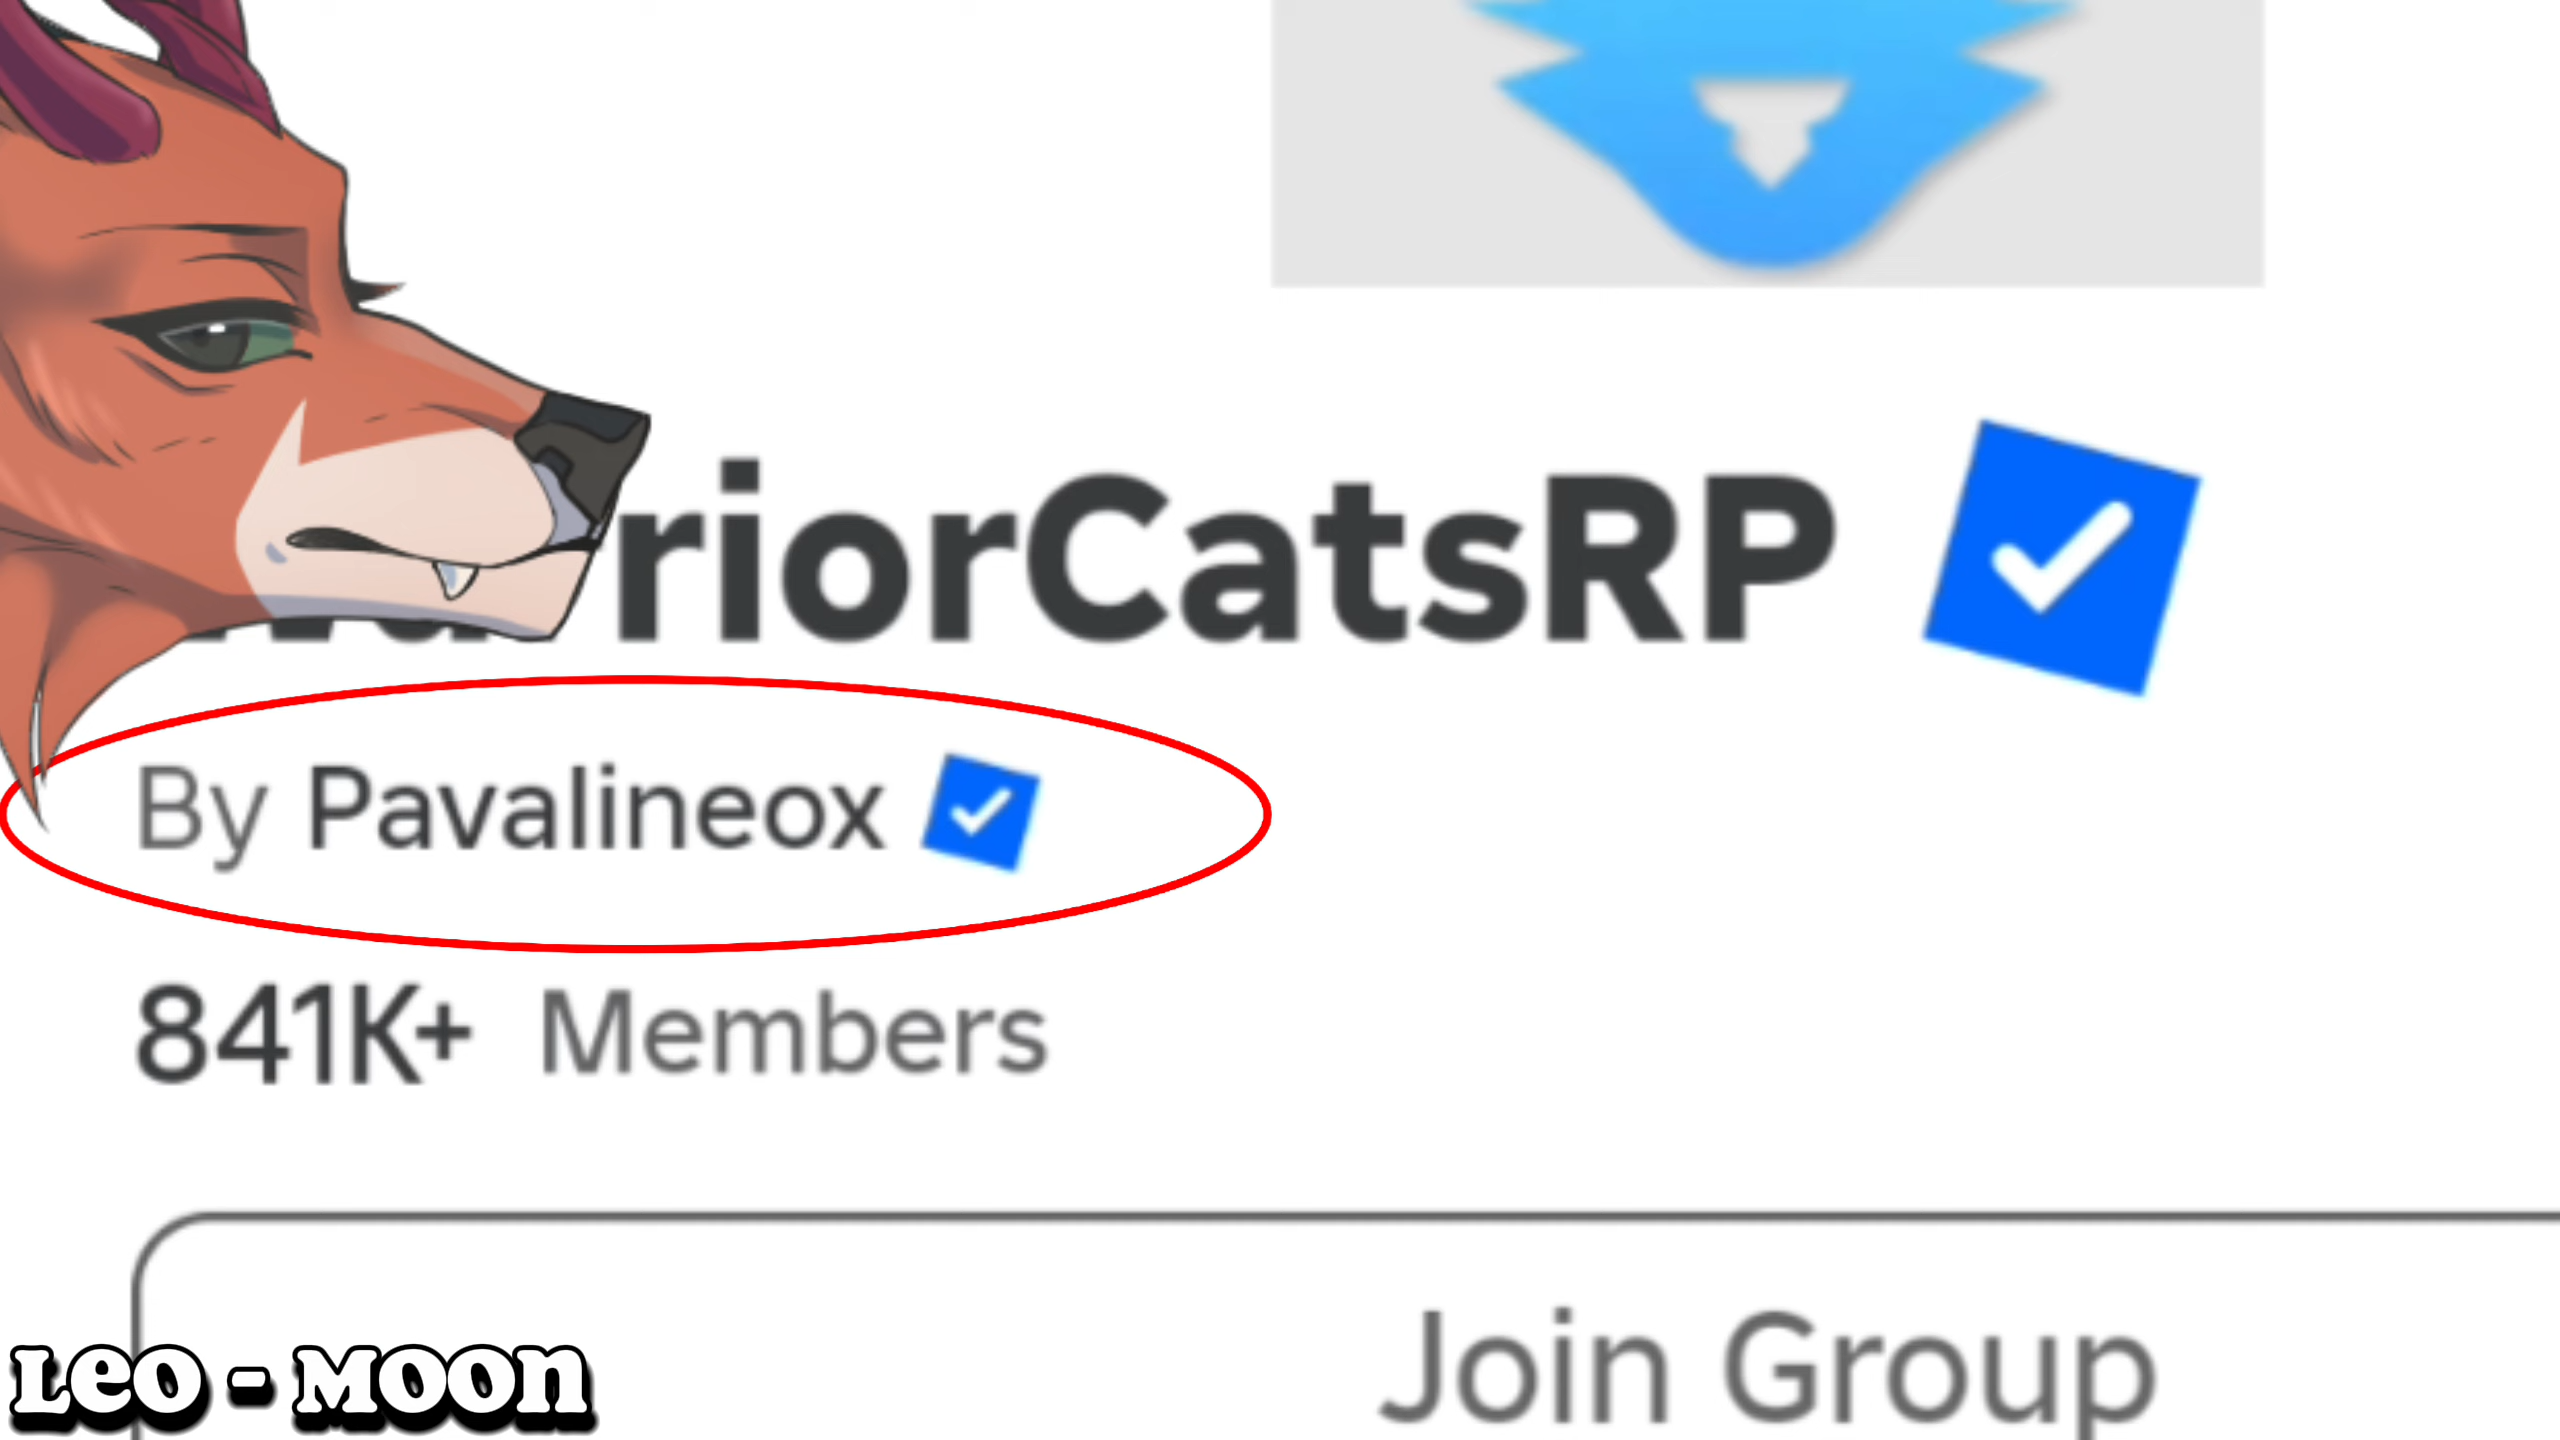 riorCatsRP
By Pavalineox
841K+ Members
Join Group
Leo - Moon